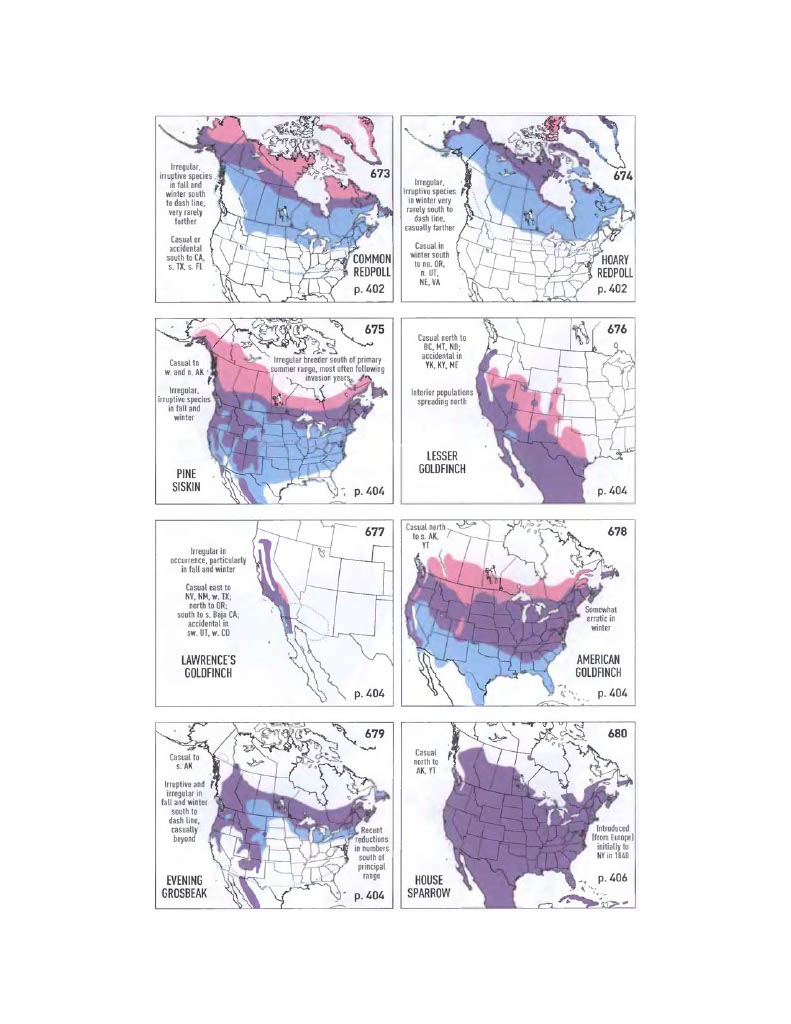 673
Irregular,
irruptive species
in fall and
winter south
to dash line,
very rarely
farther
Casual or
accidental
south to CA,
s. TX, s. FL
COMMON
REDPOLL
p. 402
674
Irregular,
irruptive species
in winter very
rarely south to
dash line,
casually farther
Casual in
winter south
to no. OR,
n. UT,
NE, VA
HOARY
REDPOLL
p. 402
675
Casual to
w. and n. AK
Irregular breeder south of primary
summer range, most often following
invasion years
Irregular,
irruptive species
in fall and
winter
PINE
SISKIN
p. 404
676
Casual north to
BC, MT, ND;
accidental in
YK, KY, ME
Interior populations
spreading north
LESSER
GOLDFINCH
p. 404
677
Irregular in
occurrence, particularly
in fall and winter
Casual east to
NV, NM, w. TX;
north to OR;
south to s. Baja CA;
accidental in
sw. UT, w. CO
LAWRENCE'S
GOLDFINCH
p. 404
678
Casual north
to s. AK,
YT
Somewhat
erratic in
winter
AMERICAN
GOLDFINCH
p. 404
679
Casual to
s. AK
Irruptive and
irregular in
fall and winter
south to
dash line,
casually
beyond
Recent
reductions
in numbers
south of
principal
range
EVENING
GROSBEAK
p. 404
680
Casual
north to
AK, YT
Introduced
(from Europe)
initially to
NY in 1840
HOUSE
SPARROW
p. 406